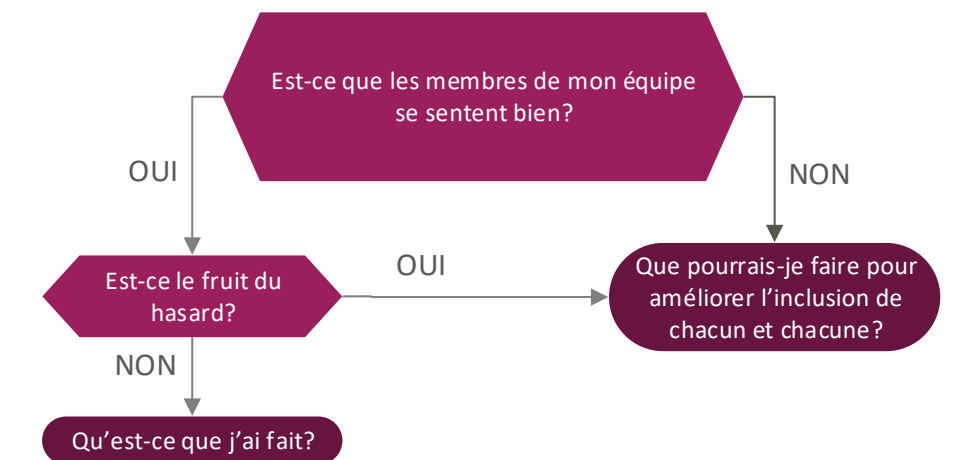 Est-ce que les membres de mon équipe
se sentent bien?
OUI
NON
Est-ce le fruit du
hasard?
OUI
Que pourrais-je faire pour
améliorer l’inclusion de
chacun et chacune?
NON
Qu’est-ce que j’ai fait?